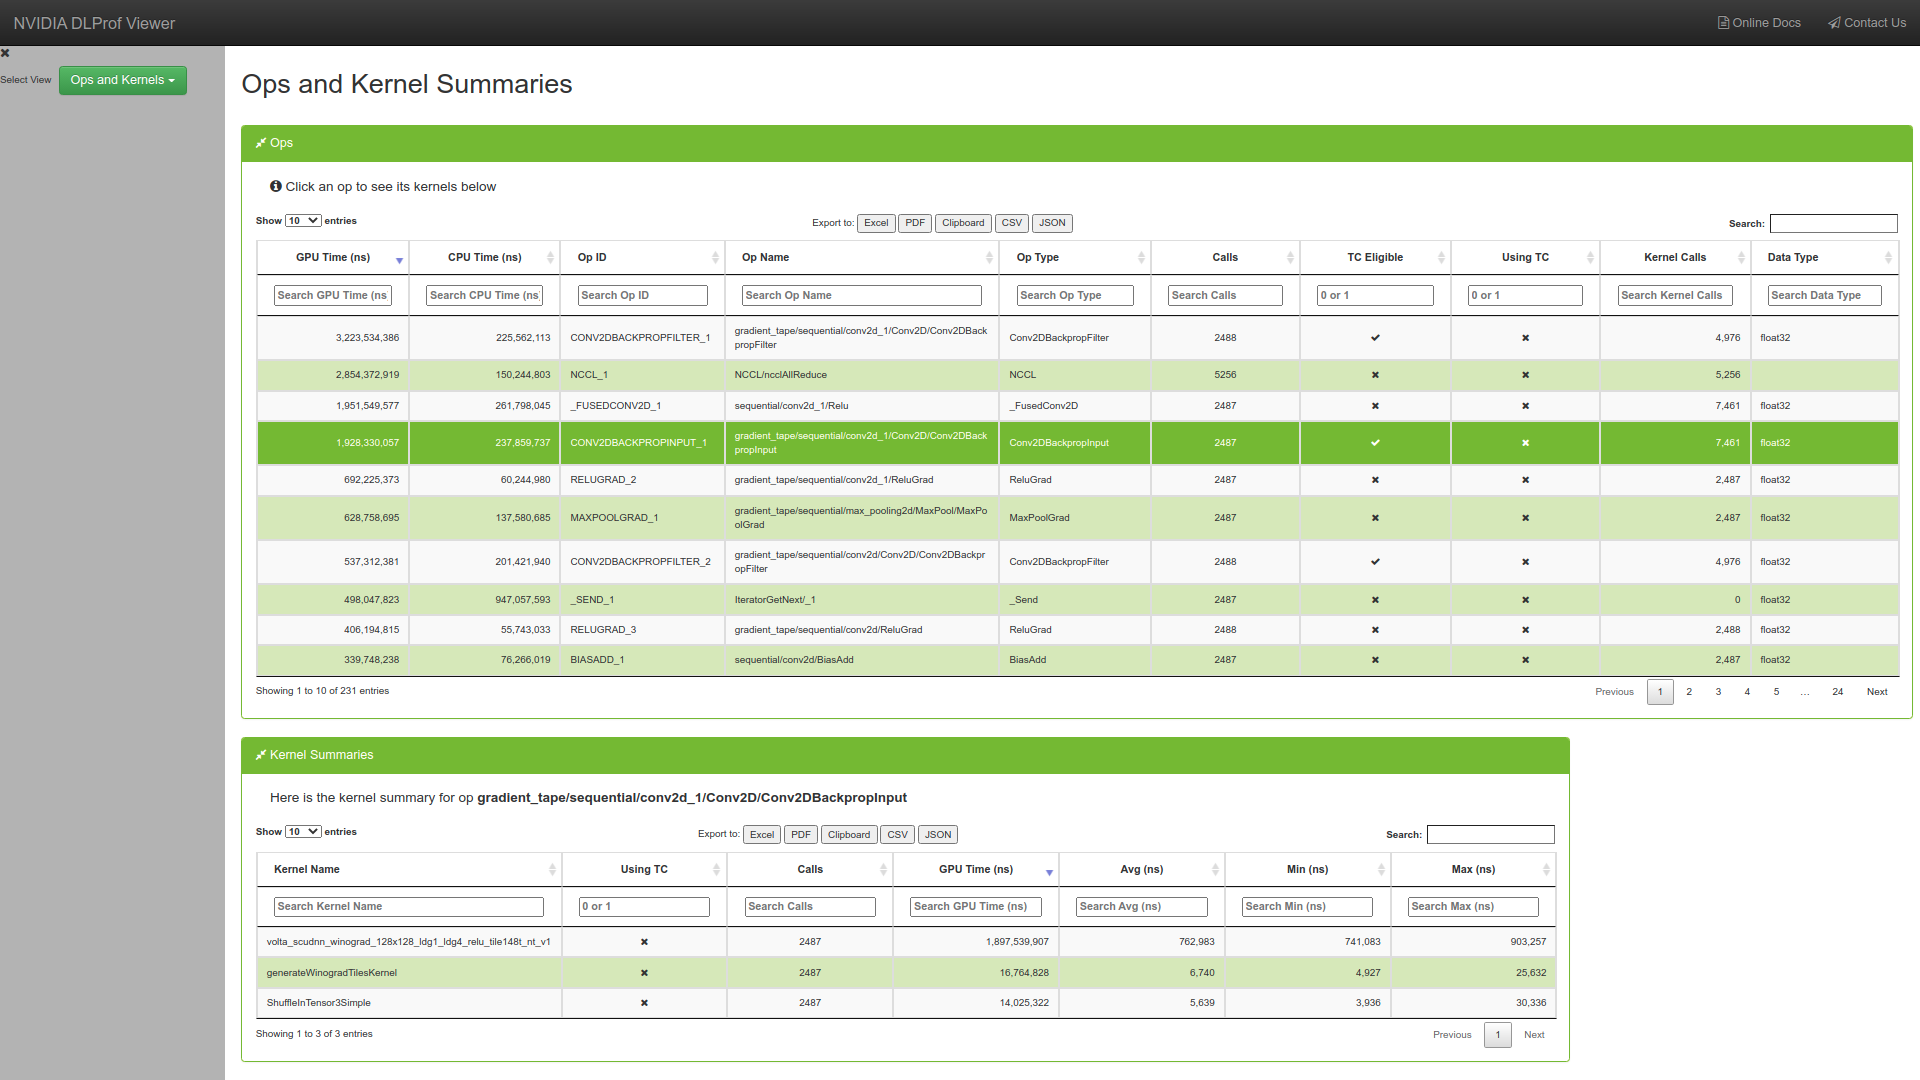 NVIDIA DLProf Viewer
Online Docs Contact Us
Select View Ops and Kernels
Ops and Kernel Summaries
Ops
Click an op to see its kernels below
Show 10 entries Export to: Excel PDF Clipboard CSV JSON Search:
GPU Time (ns) CPU Time (ns) Op ID Op Name Op Type Calls TC Eligible Using TC Kernel Calls Data Type
Search GPU Time (ns Search CPU Time (ns Search Op ID Search Op Name Search Op Type Search Calls 0 or 1 0 or 1 Search Kernel Calls Search Data Type
3,223,534,386 225,562,113 CONV2DBACKPROPFILTER_1 gradient_tape/sequential/conv2d_1/Conv2D/Conv2DBack
propFilter Conv2DBackpropFilter 2488 ✔ ✖ 4,976 float32
2,854,372,919 150,244,803 NCCL_1 NCCL/ncclAllReduce NCCL 5256 ✖ ✖ 5,256
1,951,549,577 261,798,045 _FUSEDCONV2D_1 sequential/conv2d_1/Relu _FusedConv2D 2487 ✖ ✖ 7,461 float32
1,928,330,057 237,859,737 CONV2DBACKPROPINPUT_1 gradient_tape/sequential/conv2d_1/Conv2D/Conv2DBack
propInput Conv2DBackpropInput 2487 ✔ ✖ 7,461 float32
692,225,373 60,244,980 RELUGRAD_2 gradient_tape/sequential/conv2d_1/ReluGrad ReluGrad 2487 ✖ ✖ 2,487 float32
628,758,695 137,580,685 MAXPOOLGRAD_1 gradient_tape/sequential/max_pooling2d/MaxPool/MaxPo
olGrad MaxPoolGrad 2487 ✖ ✖ 2,487 float32
537,312,381 201,421,940 CONV2DBACKPROPFILTER_2 gradient_tape/sequential/conv2d/Conv2D/Conv2DBackpr
opFilter Conv2DBackpropFilter 2488 ✔ ✖ 4,976 float32
498,047,823 947,057,593 _SEND_1 IteratorGetNext/_1 _Send 2487 ✖ ✖ 0 float32
406,194,815 55,743,033 RELUGRAD_3 gradient_tape/sequential/conv2d/ReluGrad ReluGrad 2488 ✖ ✖ 2,488 float32
339,748,238 76,266,019 BIASADD_1 sequential/conv2d/BiasAdd BiasAdd 2487 ✖ ✖ 2,487 float32
Showing 1 to 10 of 231 entries Previous 1 2 3 4 5 … 24 Next
Kernel Summaries
Here is the kernel summary for op gradient_tape/sequential/conv2d_1/Conv2D/Conv2DBackpropInput
Show 10 entries Export to: Excel PDF Clipboard CSV JSON Search:
Kernel Name Using TC Calls GPU Time (ns) Avg (ns) Min (ns) Max (ns)
Search Kernel Name 0 or 1 Search Calls Search GPU Time (ns) Search Avg (ns) Search Min (ns) Search Max (ns)
volta_scudnn_winograd_128x128_ldg1_ldg4_relu_tile148t_nt_v1 ✖ 2487 1,897,539,907 762,983 741,083 903,257
generateWinogradTilesKernel ✖ 2487 16,764,828 6,740 4,927 25,632
ShuffleInTensor3Simple ✖ 2487 14,025,322 5,639 3,936 30,336
Showing 1 to 3 of 3 entries Previous 1 Next